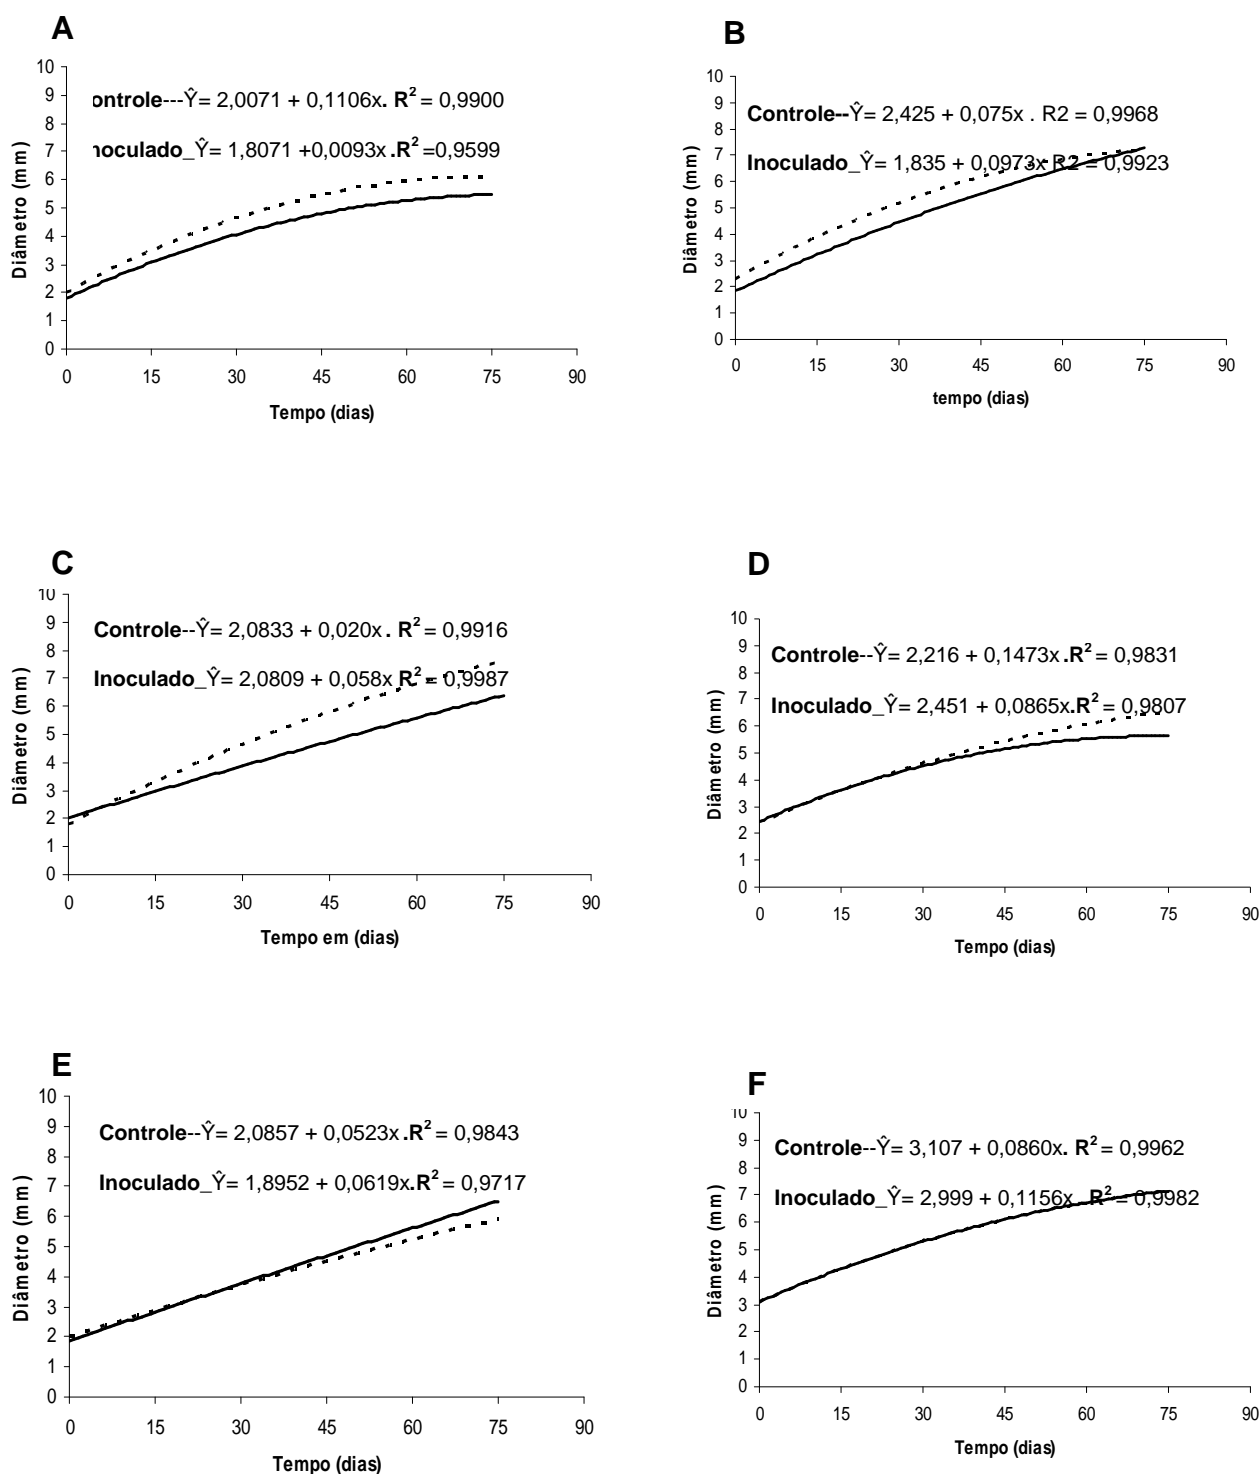 A
10
9
8
7
6
5
4
3
2
1
0
ontrole---Ŷ= 2,0071 + 0,1106x. R² = 0,9900
noculado_Ŷ= 1,8071 +0,0093x .R² =0,9599
Diâmetro (mm)
0 15 30 45 60 75 90
Tempo (dias)
B
10
9
8
7
6
5
4
3
2
1
0
Controle--Ŷ= 2,425 + 0,075x . R2 = 0,9968
Inoculado_Ŷ= 1,835 + 0,0973x R2 = 0,9923
Diâmetro (mm)
0 15 30 45 60 75 90
tempo (dias)
C
10
9
8
7
6
5
4
3
2
1
0
Controle--Ŷ= 2,0833 + 0,020x . R² = 0,9916
Inoculado_Ŷ= 2,0809 + 0,058x R² = 0,9987
Diâmetro (mm)
0 15 30 45 60 75 90
Tempo em (dias)
D
10
9
8
7
6
5
4
3
2
1
0
Controle--Ŷ= 2,216 + 0,1473x .R² = 0,9831
Inoculado_Ŷ= 2,451 + 0,0865x.R² = 0,9807
Diâmetro (mm)
0 15 30 45 60 75 90
Tempo (dias)
E
10
9
8
7
6
5
4
3
2
1
0
Controle--Ŷ= 2,0857 + 0,0523x .R² = 0,9843
Inoculado_Ŷ= 1,8952 + 0,0619x.R² = 0,9717
Diâmetro (mm)
0 15 30 45 60 75 90
Tempo (dias)
F
10
9
8
7
6
5
4
3
2
1
0
Controle--Ŷ= 3,107 + 0,0860x. R² = 0,9962
Inoculado_Ŷ= 2,999 + 0,1156x . R² = 0,9982
Diâmetro (mm)
0 15 30 45 60 75 90
Tempo (dias)